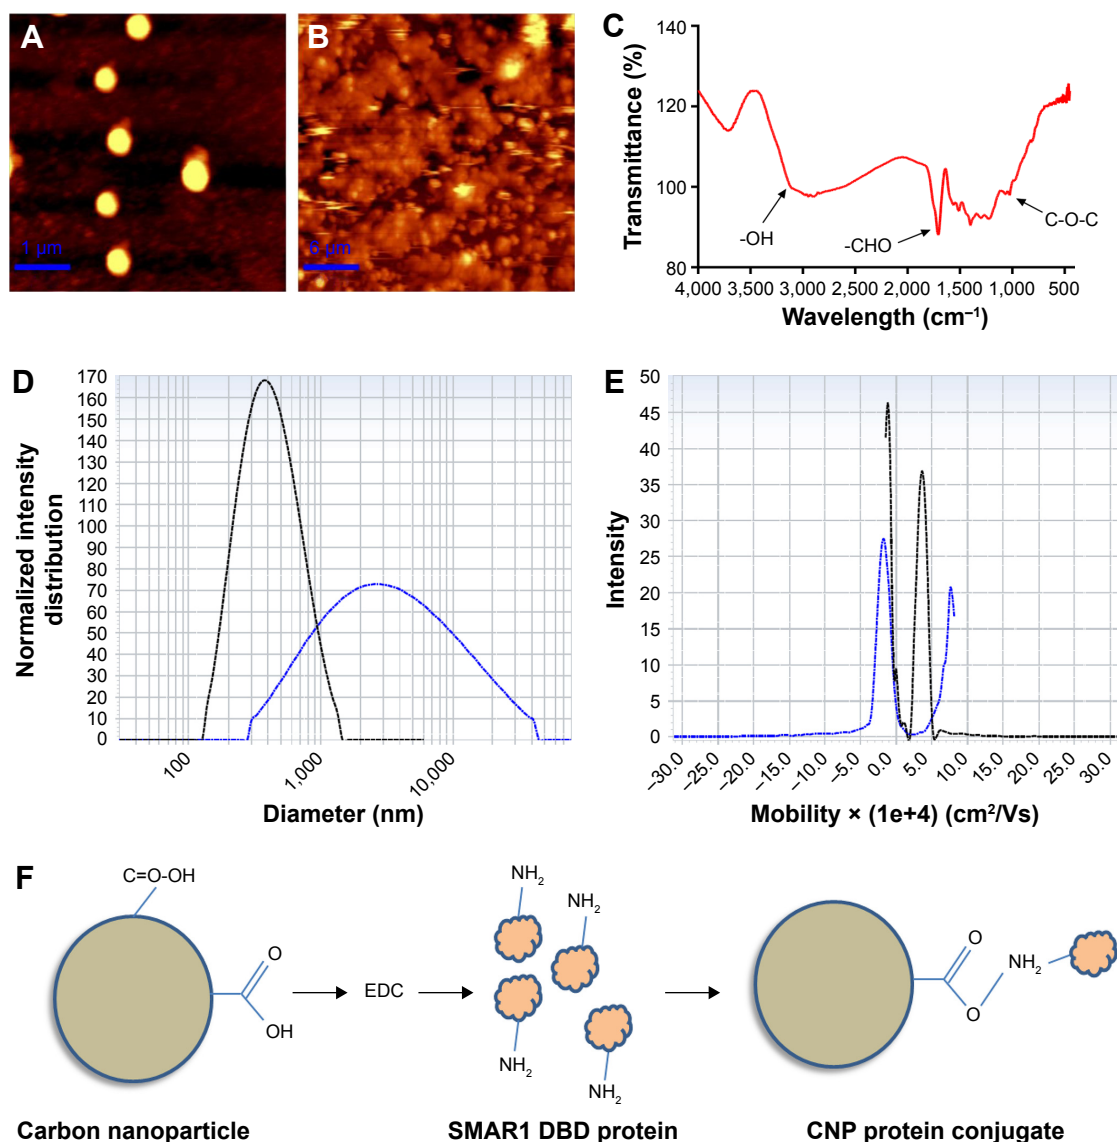 A
1 µm
B
6 µm
C
Transmittance (%)
140
120
100
80
-OH
-CHO
C-O-C
4,000 3,500 3,000 2,500 2,000 1,500 1,000 500
Wavelength (cm⁻¹)
D
Normalized intensity
distribution
170
160
150
140
130
120
110
100
90
80
70
60
50
40
30
20
10
0
100 1,000 10,000
Diameter (nm)
E
Intensity
50
45
40
35
30
25
20
15
10
5
0
–30.0 –25.0 –20.0 –15.0 –10.0 –5.0 0.0 5.0 10.0 15.0 20.0 25.0 30.0
Mobility × (1e+4) (cm²/Vs)
F
C=O-OH
O
OH
EDC
NH₂
NH₂
NH₂
NH₂
O
NH₂
O
Carbon nanoparticle
SMAR1 DBD protein
CNP protein conjugate